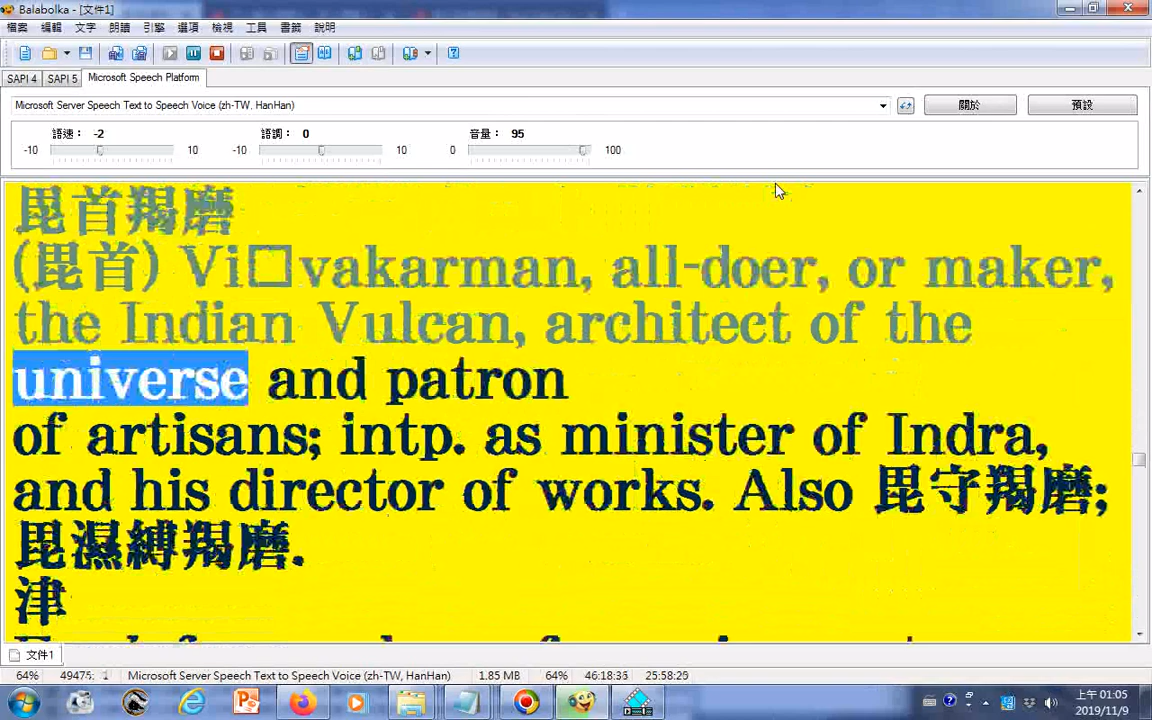 Balabolka - [文件1]
檔案 編輯 文字 朗讀 引擎 選項 檢視 工具 書籤 說明
SAPI 4 SAPI 5 Microsoft Speech Platform
Microsoft Server Speech Text to Speech Voice (zh-TW, HanHan) 關於 預設
語速： -2 語調： 0 音量： 95
-10 10 -10 10 0 100
毘首羯磨
(毘首) Vi□vakarman, all-doer, or maker,
the Indian Vulcan, architect of the
universe and patron
of artisans; intp. as minister of Indra,
and his director of works. Also 毘守羯磨;
毘濕縛羯磨.
津
文件1
64% 49475: 1 Microsoft Server Speech Text to Speech Voice (zh-TW, HanHan) 1.85 MB 64% 46:18:35 25:58:29
上午 01:05
2019/11/9